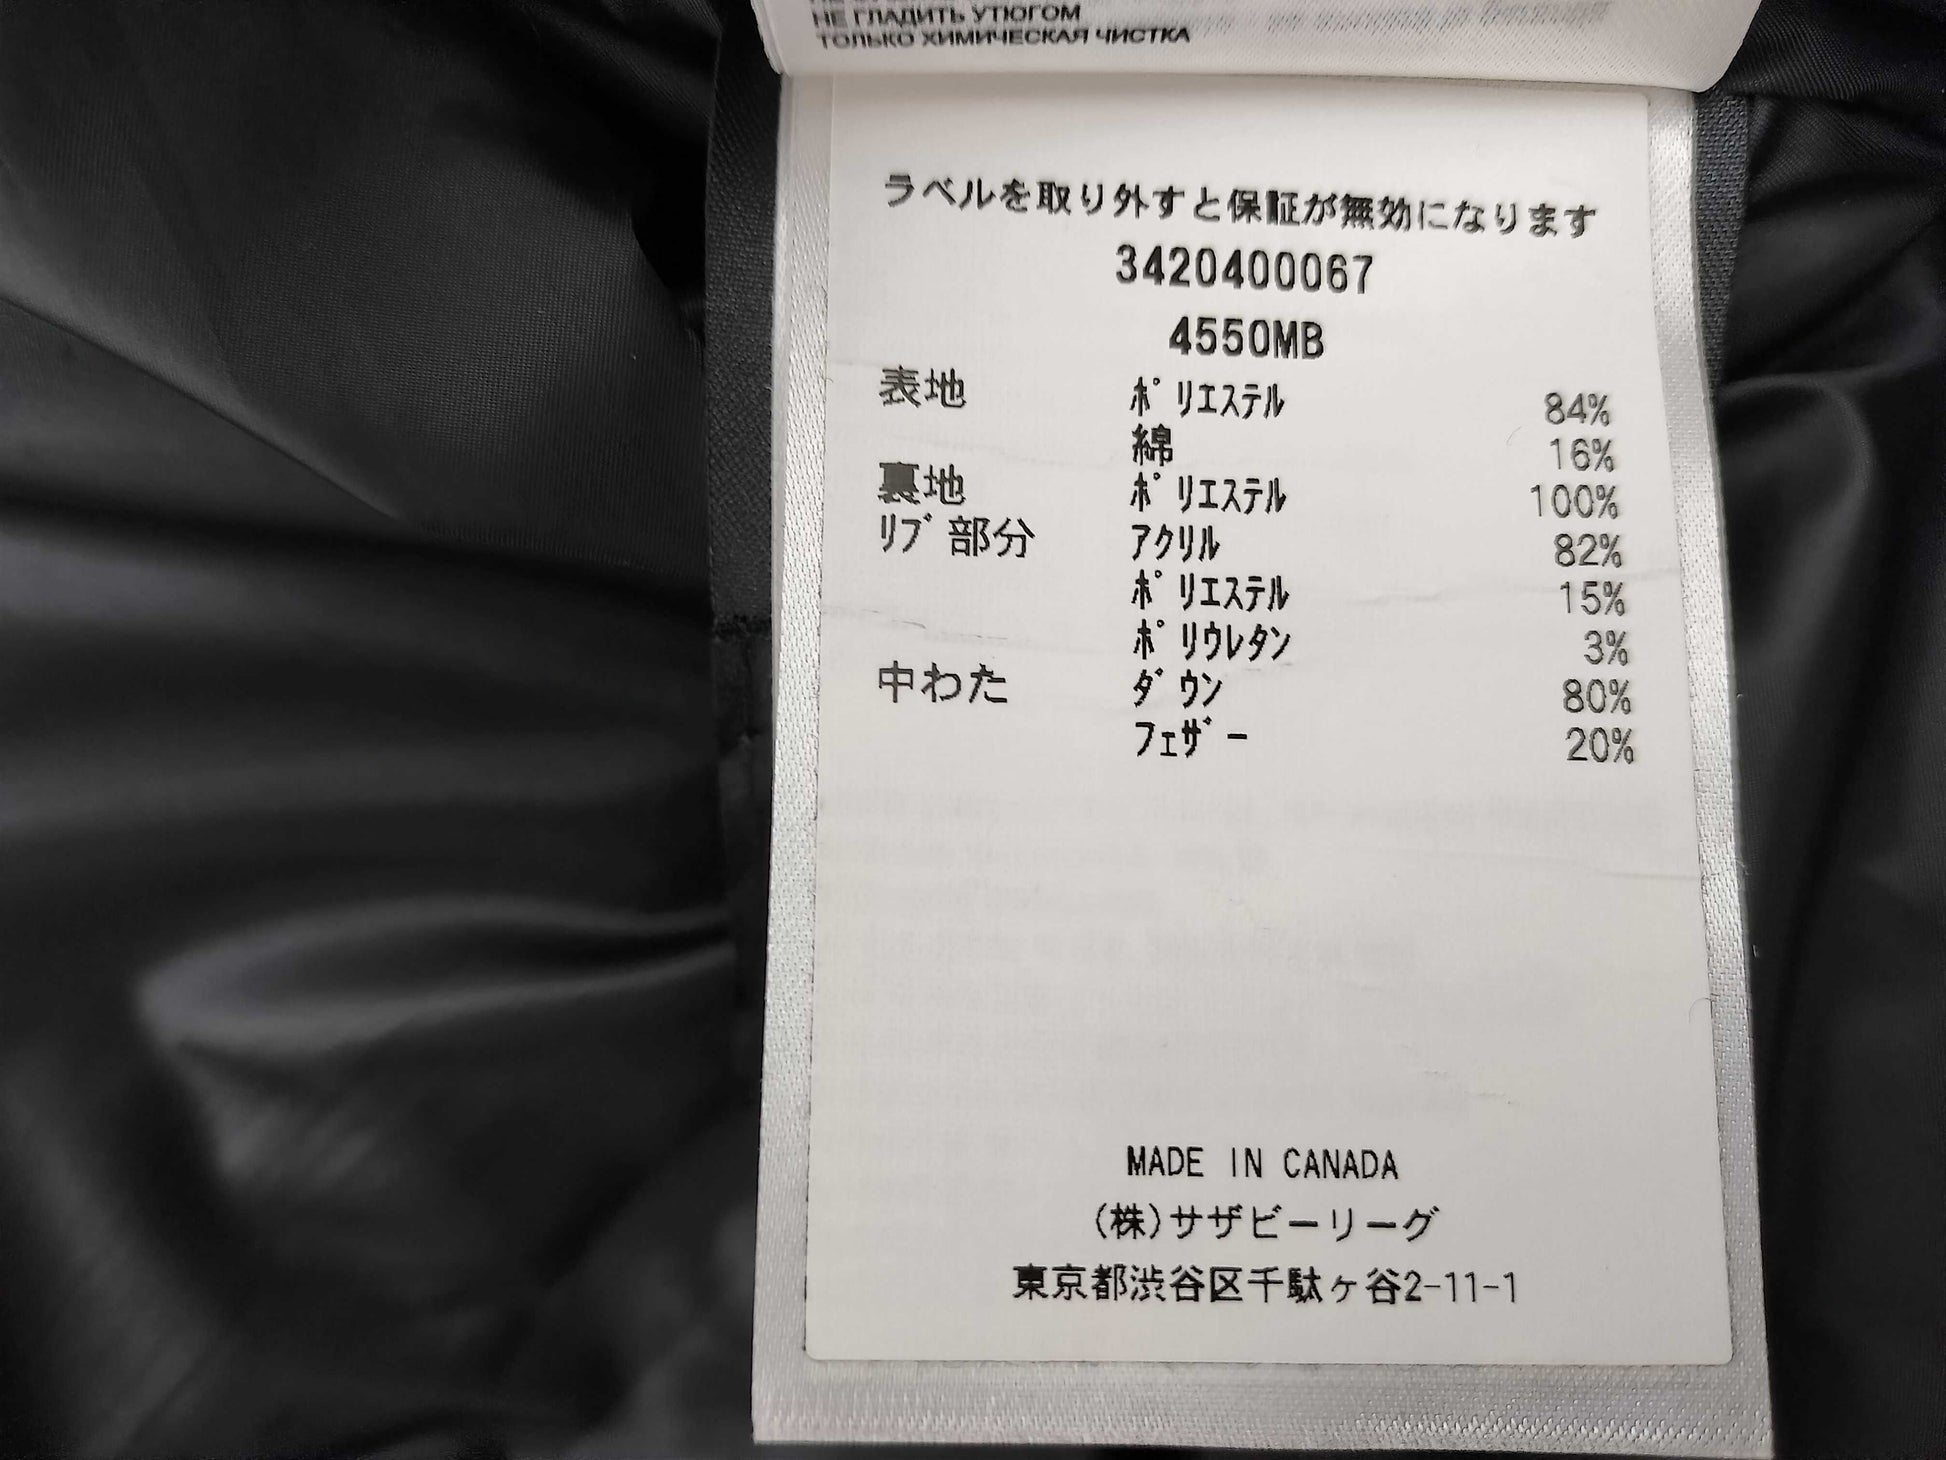 НЕ ГЛАДИТЬ УТЮГОМ
ТОЛЬКО ХИМИЧЕСКАЯ ЧИСТКА
ラベルを取り外すと保証が無効になります
3420400067
4550MB
表地 ﾎﾟﾘｴｽﾃﾙ 84%
綿 16%
裏地 ﾎﾟﾘｴｽﾃﾙ 100%
ﾘﾌﾞ部分 ｱｸﾘﾙ 82%
ﾎﾟﾘｴｽﾃﾙ 15%
ﾎﾟﾘｳﾚﾀﾝ 3%
中わた ﾀﾞｳﾝ 80%
ﾌｪｻﾞｰ 20%
MADE IN CANADA
(株)サザビーリーグ
東京都渋谷区千駄ヶ谷2-11-1